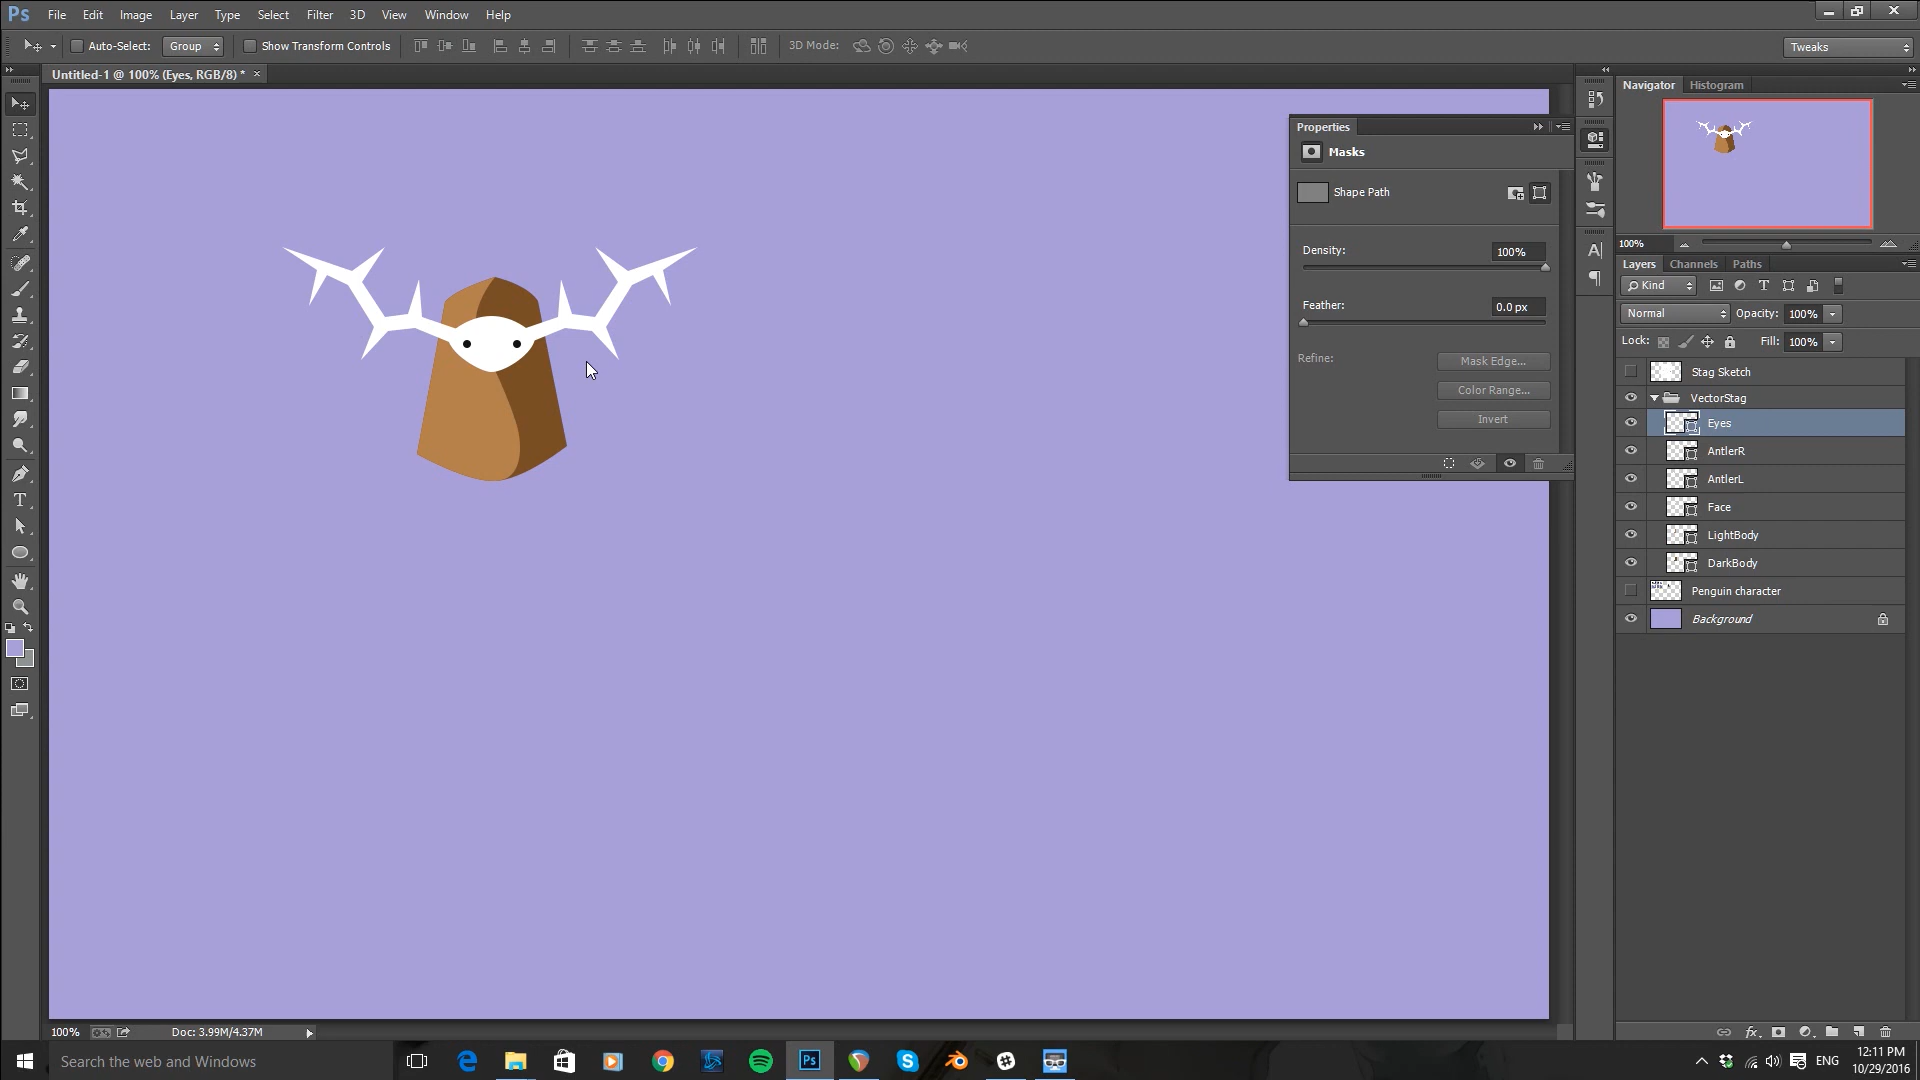 Ps File Edit Image Layer Type Select Filter 3D View Window Help
Auto-Select: Group Show Transform Controls 3D Mode: Tweaks
Untitled-1 @ 100% (Eyes, RGB/8) * ×
Navigator Histogram
Properties
Masks
Shape Path
Density: 100%
Feather: 0.0 px
Refine: Mask Edge...
Color Range...
Invert
100%
Layers Channels Paths
Kind
Normal Opacity: 100%
Lock: Fill: 100%
Stag Sketch
VectorStag
Eyes
AntlerR
AntlerL
Face
LightBody
DarkBody
Penguin character
Background
100% Doc: 3.99M/4.37M
Search the web and Windows
Ps
ENG
12:11 PM
10/29/2016